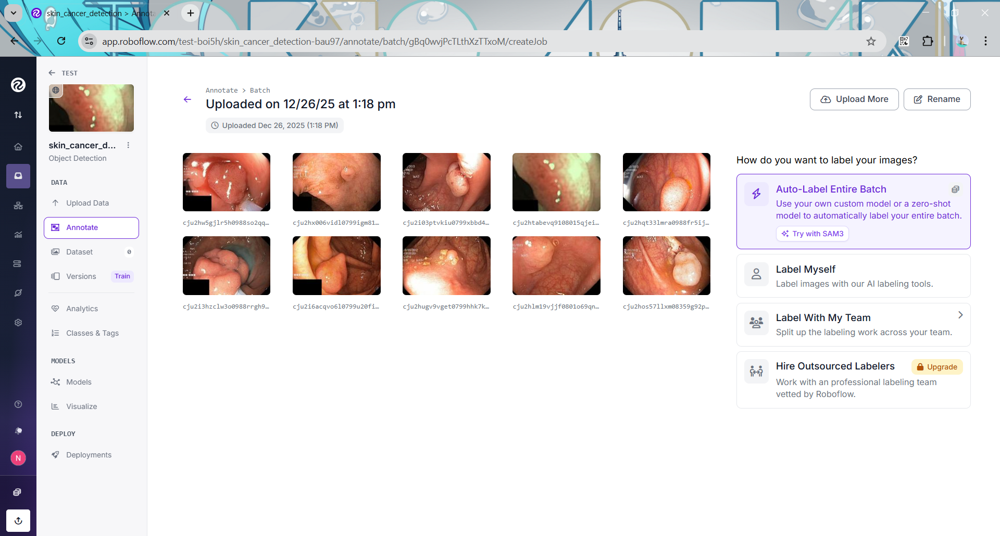 skin_cancer_detection > Annota
app.roboflow.com/test-boi5h/skin_cancer_detection-bau97/annotate/batch/gBq0wvjPcTLthXzTTxoM/createJob
TEST
skin_cancer_d...
Object Detection
DATA
Upload Data
Annotate
Dataset 0
Versions Train
Analytics
Classes & Tags
MODELS
Models
Visualize
DEPLOY
Deployments
N
Annotate > Batch
Uploaded on 12/26/25 at 1:18 pm
Uploaded Dec 26, 2025 (1:18 PM)
Upload More
Rename
cju2hw5gjlr5h0988so2qq...
cju2hx006vidl0799igm81...
cju2i03ptvkiu0799xbbd4...
cju2htabevq9108015qjei...
cju2hqt33lmra0988fr5ij...
cju2i3hzclw3o0988rrgh9...
cju2i6acqvo6l0799u20fi...
cju2hugv9vget0799hhk7k...
cju2hlm19vjjf0801o69qn...
cju2hos57llxm08359g92p...
How do you want to label your images?
Auto-Label Entire Batch
Use your own custom model or a zero-shot
model to automatically label your entire batch.
Try with SAM3
Label Myself
Label images with our AI labeling tools.
Label With My Team
Split up the labeling work across your team.
Hire Outsourced Labelers
Upgrade
Work with an professional labeling team
vetted by Roboflow.